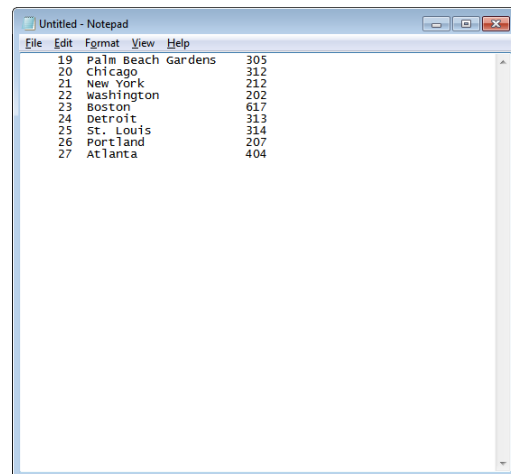 Untitled - Notepad
File Edit Format View Help
19 Palm Beach Gardens 305
20 Chicago 312
21 New York 212
22 Washington 202
23 Boston 617
24 Detroit 313
25 St. Louis 314
26 Portland 207
27 Atlanta 404